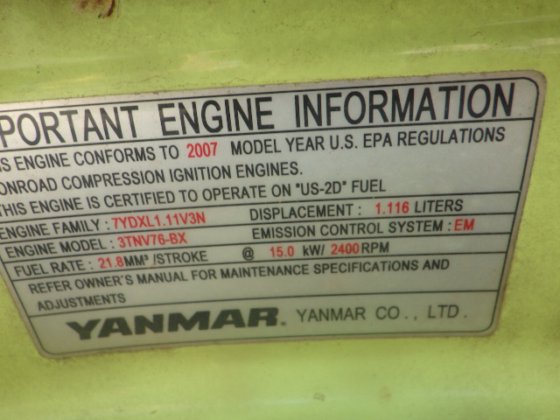 PORTANT ENGINE INFORMATION
IS ENGINE CONFORMS TO 2007 MODEL YEAR U.S. EPA REGULATIONS
ONROAD COMPRESSION IGNITION ENGINES.
THIS ENGINE IS CERTIFIED TO OPERATE ON "US-2D" FUEL
ENGINE FAMILY : 7YDXL1.11V3N DISPLACEMENT : 1.116 LITERS
ENGINE MODEL : 3TNV76-BX EMISSION CONTROL SYSTEM : EM
FUEL RATE : 21.8MM³/STROKE @ 15.0 kW/ 2400RPM
REFER OWNER'S MANUAL FOR MAINTENANCE SPECIFICATIONS AND
ADJUSTMENTS
YANMAR. YANMAR CO., LTD.